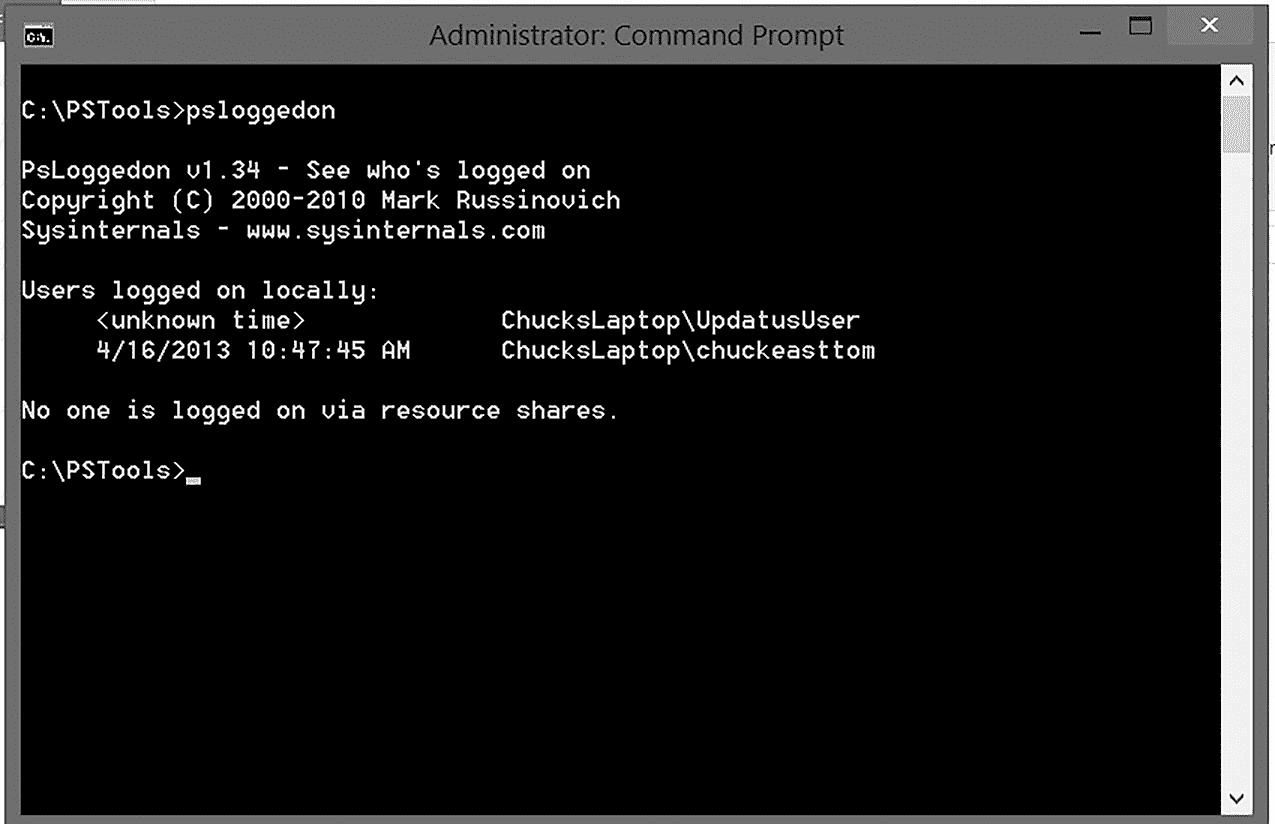 Administrator: Command Prompt
C:\PSTools>psloggedon
PsLoggedon v1.34 - See who's logged on
Copyright (C) 2000-2010 Mark Russinovich
Sysinternals - www.sysinternals.com
Users logged on locally:
<unknown time> ChucksLaptop\UpdatusUser
4/16/2013 10:47:45 AM ChucksLaptop\chuckeasttom
No one is logged on via resource shares.
C:\PSTools>_